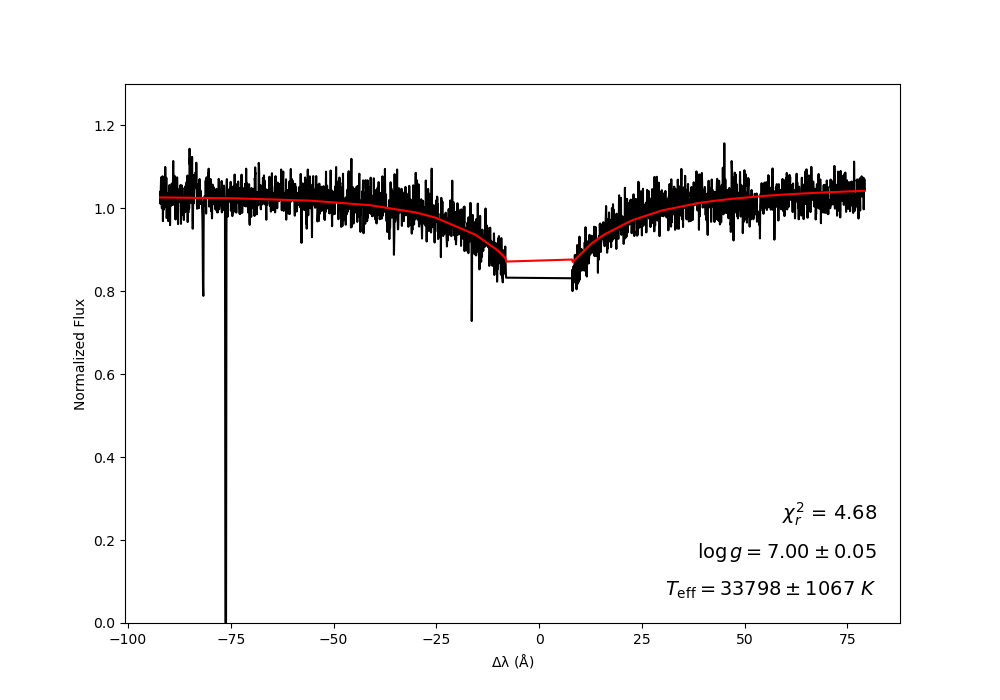 1.2
1.0
0.8
0.6
0.4
0.2
0.0
Normalized Flux
χ²ᵣ = 4.68
log g = 7.00 ± 0.05
T_eff = 33798 ± 1067 K
−100 −75 −50 −25 0 25 50 75
Δλ (Å)